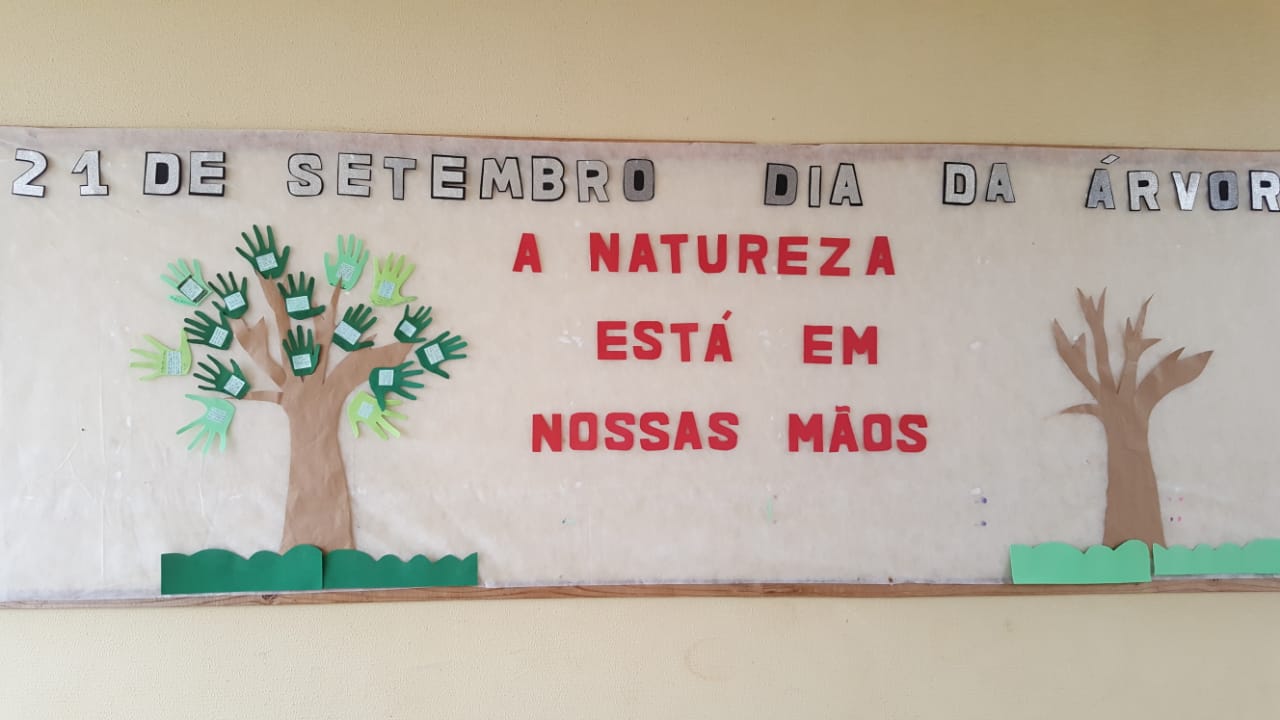 21 DE SETEMBRO DIA DA ÁRVOR
A NATUREZA
ESTÁ EM
NOSSAS MÃOS